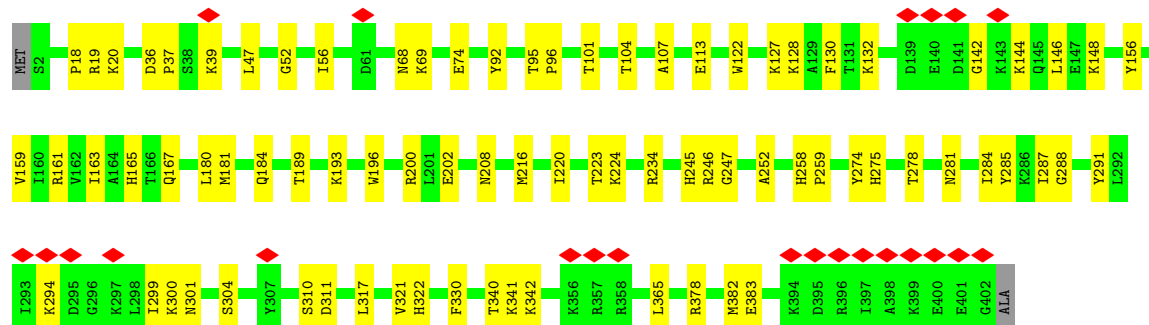 MET S2 P18 R19 K20 D36 P37 S38 K39 L47 G52 I56 D61 N68 K69 E74 Y92 T95 P96 T101 T104 A107 E113 W122 K127 K128 A129 F130 T131 K132 D139 E140 D141 G142 K143 K144 Q145 L146 E147 K148 Y156
V159 I160 R161 V162 I163 A164 H165 T166 Q167 L180 M181 Q184 T189 K193 W196 R200 L201 E202 N208 M216 I220 T223 K224 R234 H245 R246 G247 A252 H258 P259 Y274 H275 T278 N281 I284 Y285 K286 I287 G288 Y291 L292
I293 K294 D295 G296 K297 L298 I299 K300 N301 S304 Y307 S310 D311 L317 V321 H322 F330 T340 K341 K342 K356 R357 R358 L365 R378 M382 E383 K394 D395 R396 I397 A398 K399 E400 E401 G402 ALA